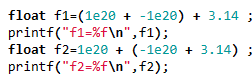 float f1=(1e20 + -1e20) + 3.14 ;
printf("f1=%f\n",f1);
float f2=1e20 + (-1e20 + 3.14) ;
printf("f2=%f\n",f2);